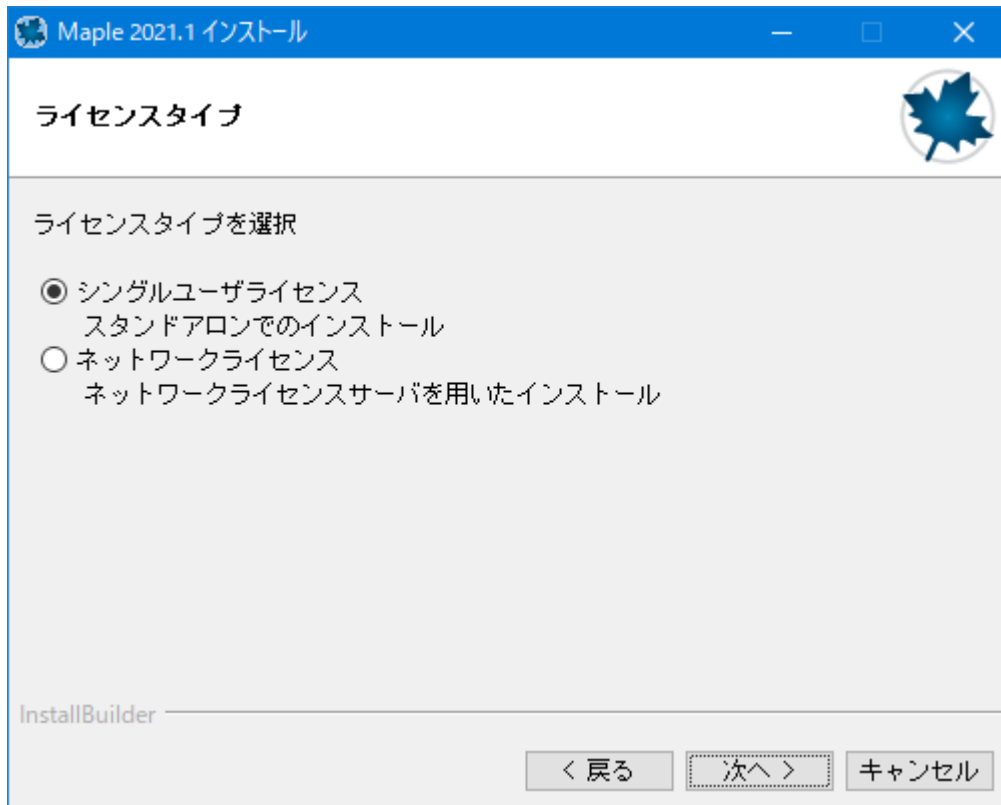 Maple 2021.1 インストール
ライセンスタイプ
ライセンスタイプを選択
シングルユーザライセンス
スタンドアロンでのインストール
ネットワークライセンス
ネットワークライセンスサーバを用いたインストール
InstallBuilder
< 戻る 次へ > キャンセル